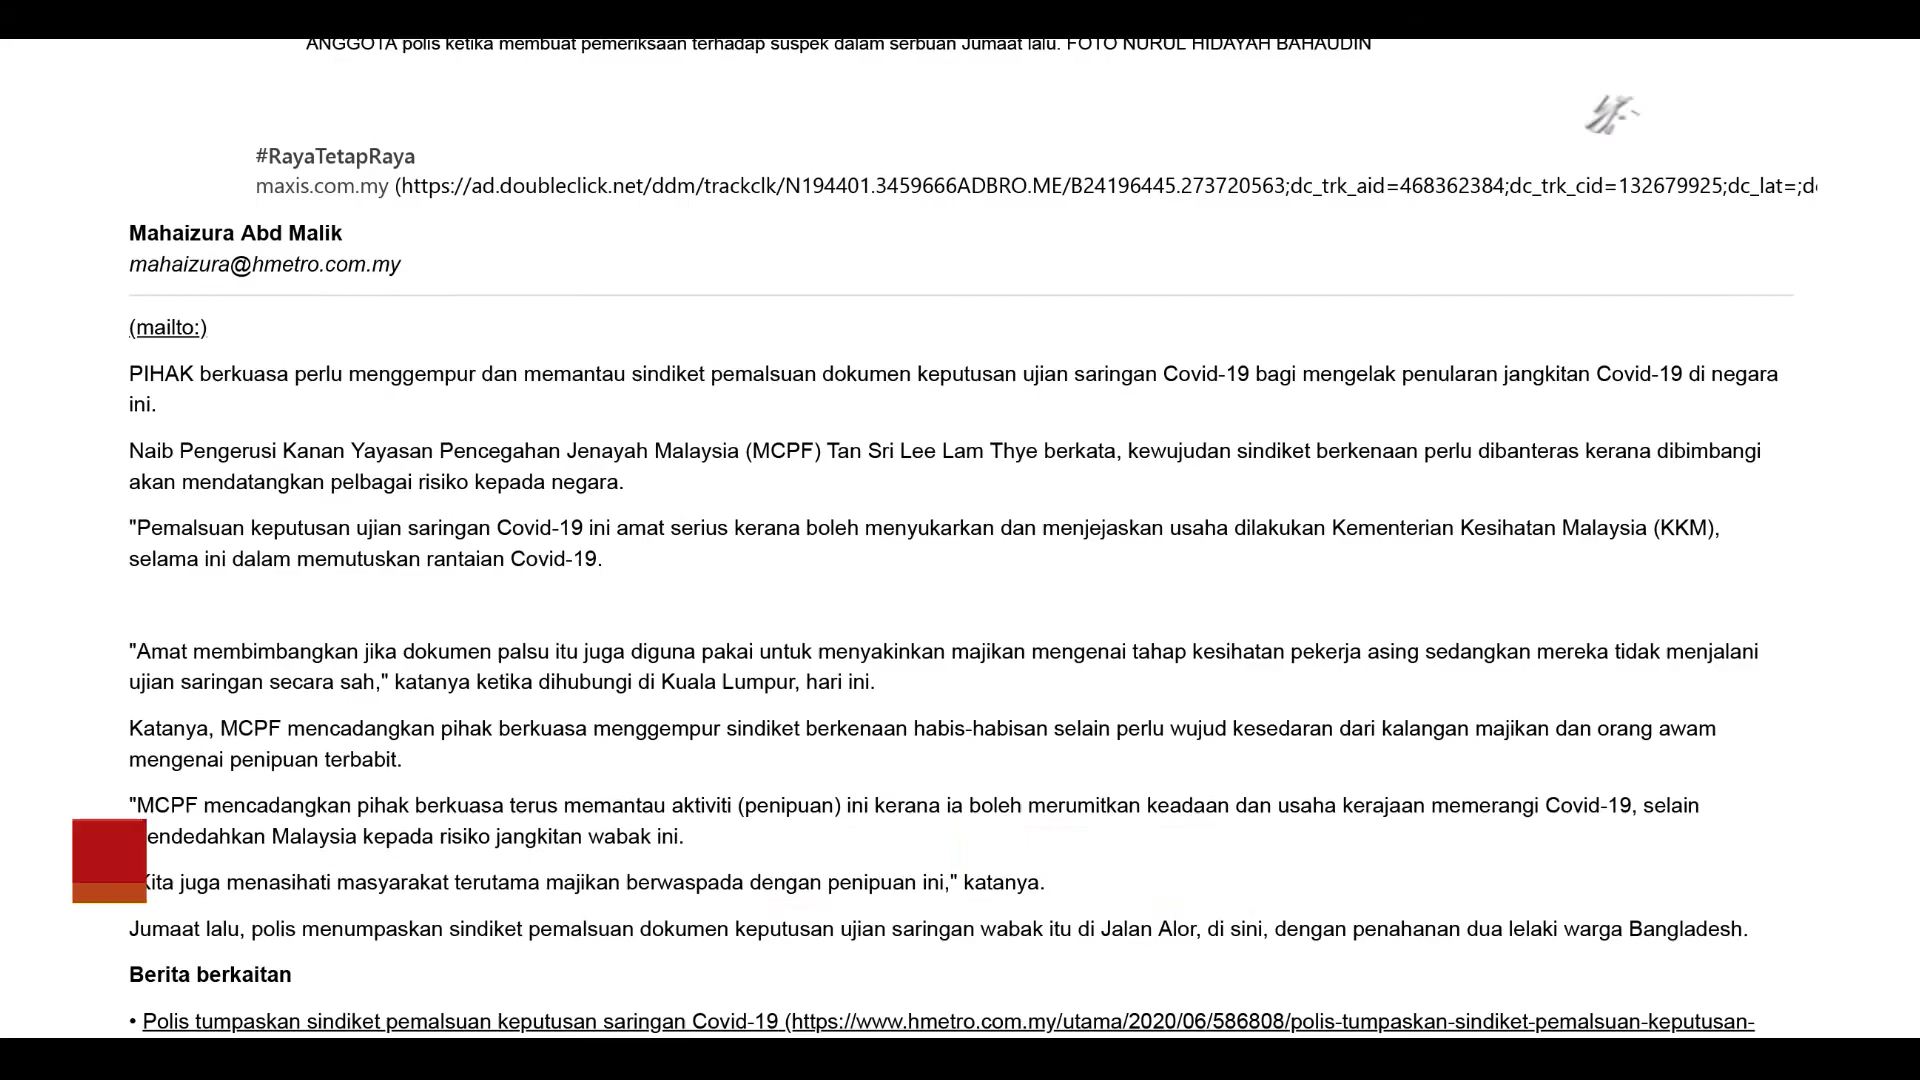 ANGGOTA polis ketika membuat pemeriksaan terhadap suspek dalam serbuan Jumaat lalu. FOTO NURUL HIDAYAH BAHAUDIN
#RayaTetapRaya
maxis.com.my (https://ad.doubleclick.net/ddm/trackclk/N194401.3459666ADBRO.ME/B24196445.273720563;dc_trk_aid=468362384;dc_trk_cid=132679925;dc_lat=;d
Mahaizura Abd Malik
mahaizura@hmetro.com.my
(mailto:)
PIHAK berkuasa perlu menggempur dan memantau sindiket pemalsuan dokumen keputusan ujian saringan Covid-19 bagi mengelak penularan jangkitan Covid-19 di negara
ini.
Naib Pengerusi Kanan Yayasan Pencegahan Jenayah Malaysia (MCPF) Tan Sri Lee Lam Thye berkata, kewujudan sindiket berkenaan perlu dibanteras kerana dibimbangi
akan mendatangkan pelbagai risiko kepada negara.
"Pemalsuan keputusan ujian saringan Covid-19 ini amat serius kerana boleh menyukarkan dan menjejaskan usaha dilakukan Kementerian Kesihatan Malaysia (KKM),
selama ini dalam memutuskan rantaian Covid-19.
"Amat membimbangkan jika dokumen palsu itu juga diguna pakai untuk menyakinkan majikan mengenai tahap kesihatan pekerja asing sedangkan mereka tidak menjalani
ujian saringan secara sah," katanya ketika dihubungi di Kuala Lumpur, hari ini.
Katanya, MCPF mencadangkan pihak berkuasa menggempur sindiket berkenaan habis-habisan selain perlu wujud kesedaran dari kalangan majikan dan orang awam
mengenai penipuan terbabit.
"MCPF mencadangkan pihak berkuasa terus memantau aktiviti (penipuan) ini kerana ia boleh merumitkan keadaan dan usaha kerajaan memerangi Covid-19, selain
endedahkan Malaysia kepada risiko jangkitan wabak ini.
Kita juga menasihati masyarakat terutama majikan berwaspada dengan penipuan ini," katanya.
Jumaat lalu, polis menumpaskan sindiket pemalsuan dokumen keputusan ujian saringan wabak itu di Jalan Alor, di sini, dengan penahanan dua lelaki warga Bangladesh.
Berita berkaitan
• Polis tumpaskan sindiket pemalsuan keputusan saringan Covid-19 (https://www.hmetro.com.my/utama/2020/06/586808/polis-tumpaskan-sindiket-pemalsuan-keputusan-